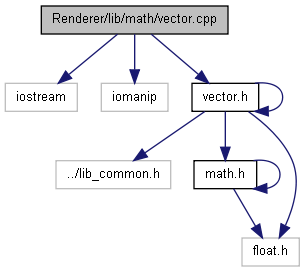 Renderer/lib/math/vector.cpp
iostream
iomanip
vector.h
../lib_common.h
math.h
float.h